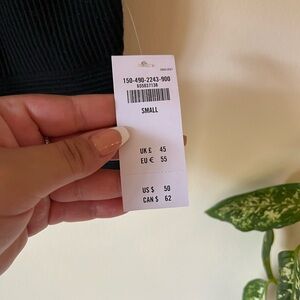 150-490-2243-900
SMALL
UK £ 45
EU € 55
US $ 50
CAN $ 62